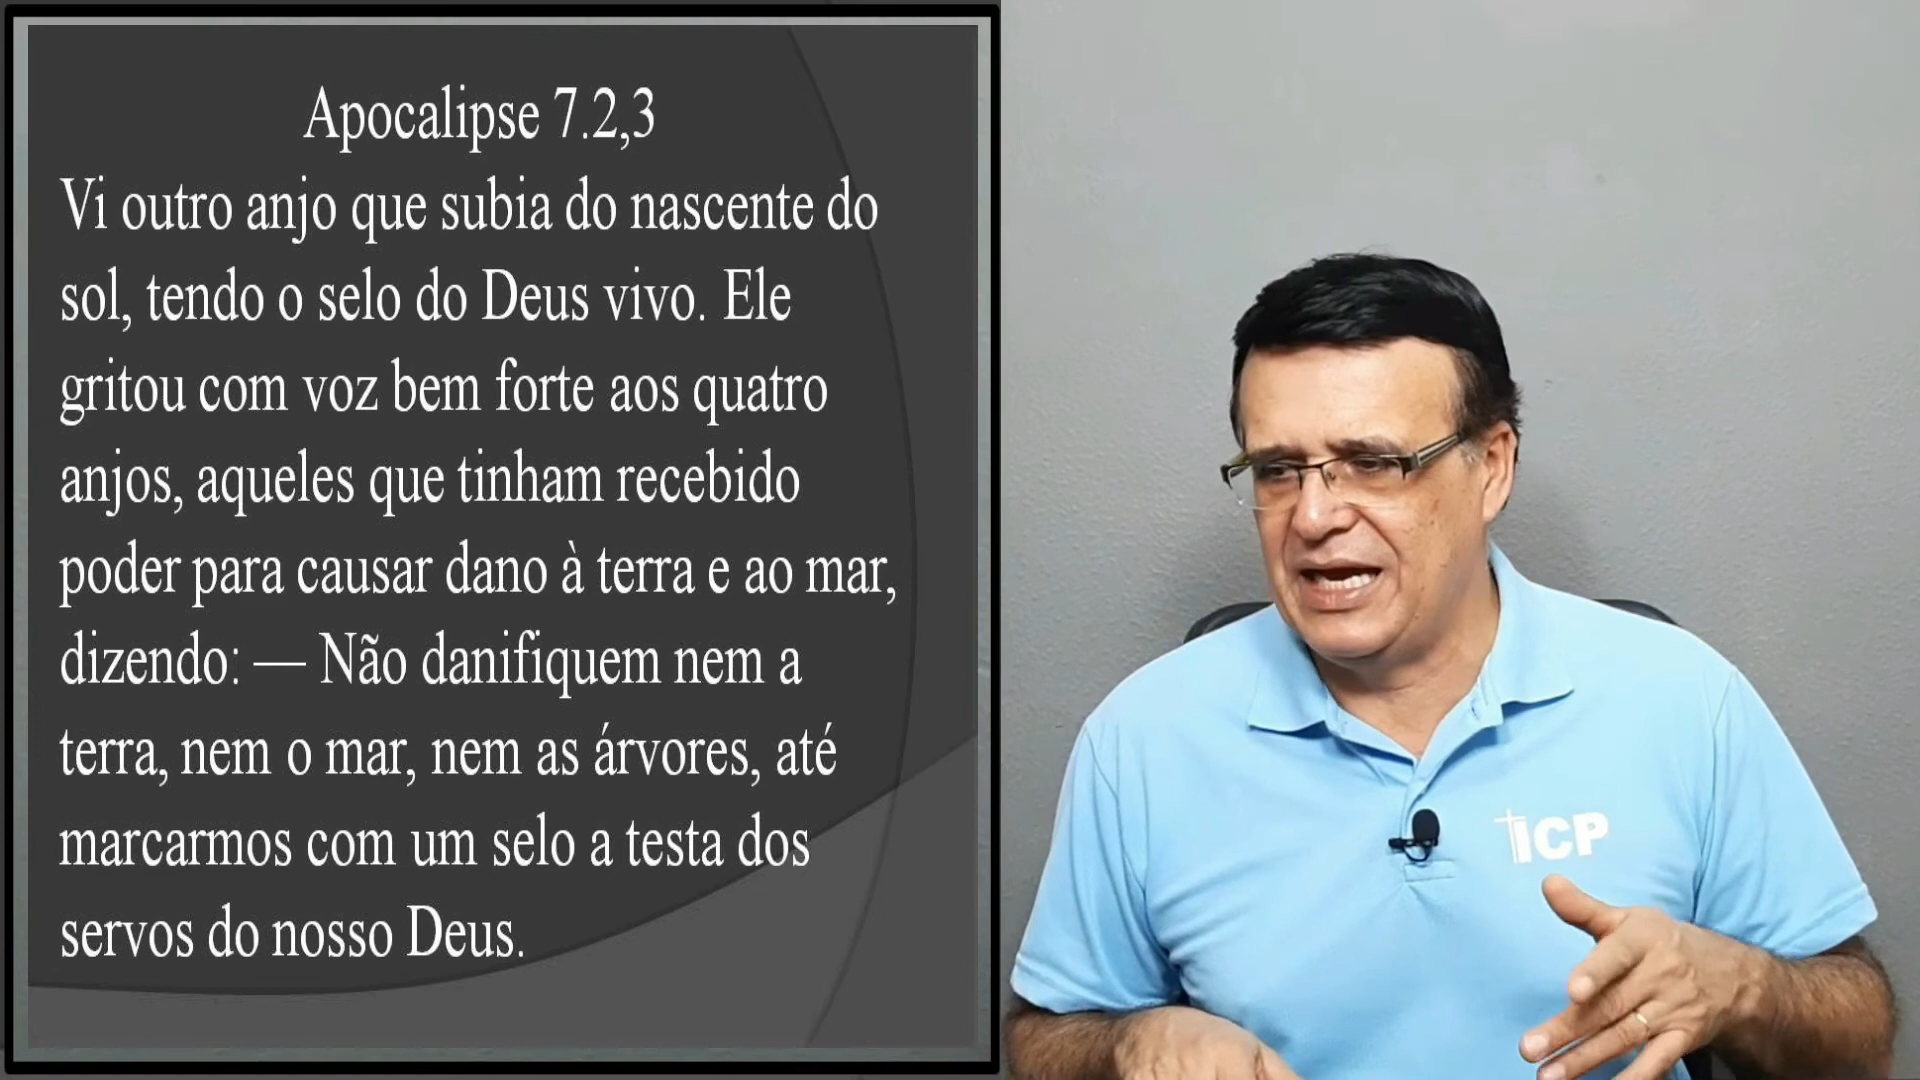 Apocalipse 7.2,3
Vi outro anjo que subia do nascente do
sol, tendo o selo do Deus vivo. Ele
gritou com voz bem forte aos quatro
anjos, aqueles que tinham recebido
poder para causar dano à terra e ao mar,
dizendo: — Não danifiquem nem a
terra, nem o mar, nem as árvores, até
marcarmos com um selo a testa dos
servos do nosso Deus.
ICP